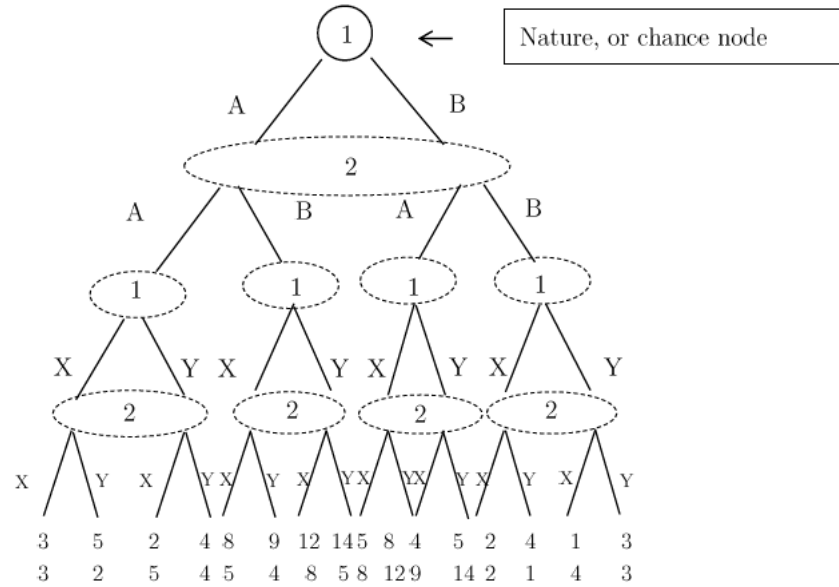 1
Nature, or chance node
A B
2
A B A B
1 1 1 1
X Y X Y X Y X Y
2 2 2 2
X Y X Y X Y X Y X Y X Y X Y X Y
3 5 2 4 8 9 12 14 5 8 4 5 2 4 1 3
3 2 5 4 5 4 8 5 8 12 9 14 2 1 4 3